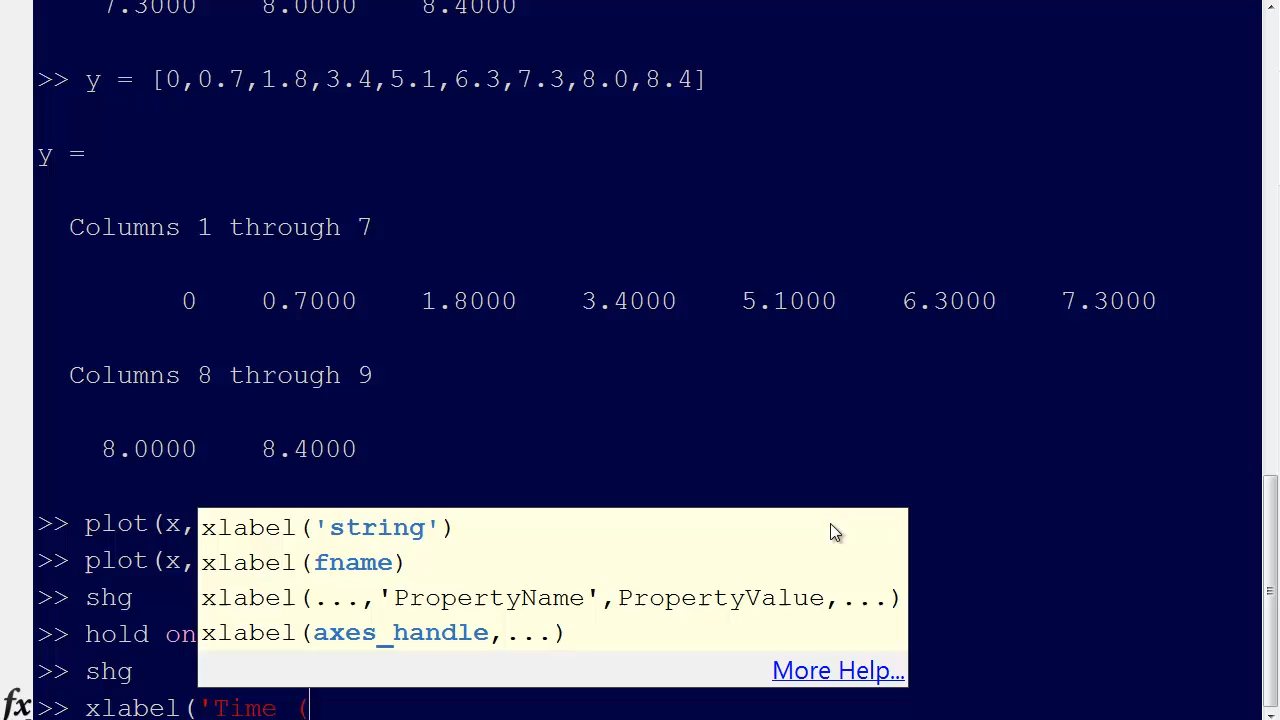 7.3000 8.0000 8.4000
>> y = [0,0.7,1.8,3.4,5.1,6.3,7.3,8.0,8.4]
y =
Columns 1 through 7
0 0.7000 1.8000 3.4000 5.1000 6.3000 7.3000
Columns 8 through 9
8.0000 8.4000
>> plot(x,
>> plot(x,
>> shg
>> hold on
>> shg
xlabel('string')
xlabel(fname)
xlabel(...,'PropertyName',PropertyValue,...)
xlabel(axes_handle,...)
More Help...
fx >> xlabel('Time (